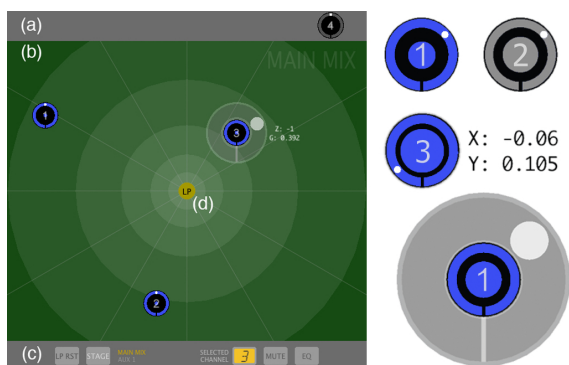 (a)
4
(b)
MAIN MIX
1
3
Z: -1
G: 0.392
LP
(d)
2
(c)
LP RST
STAGE
MAIN MIX
AUX 1
SELECTED
CHANNEL
3
MUTE
EQ
1
2
3
X: -0.06
Y: 0.105
1